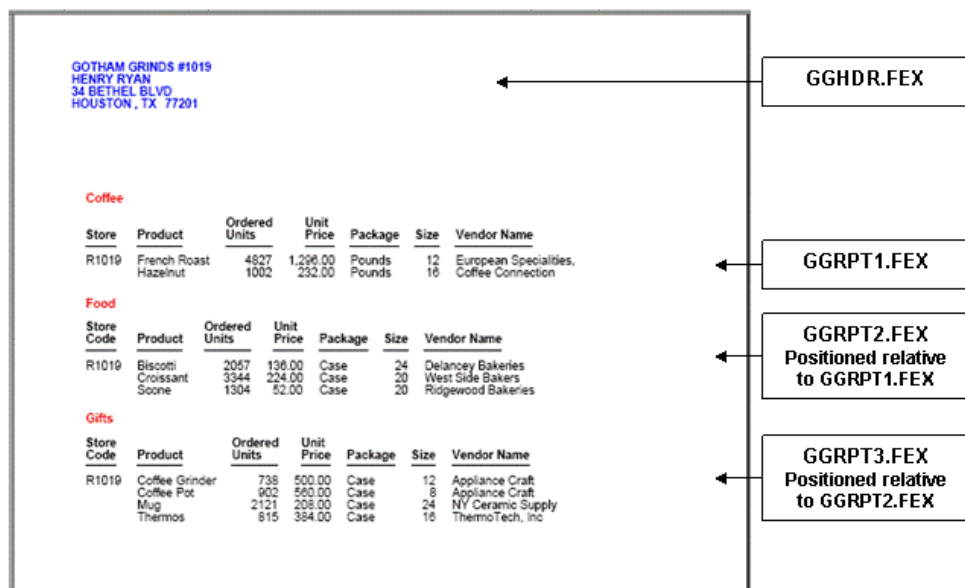 GOTHAM GRINDS #1019
HENRY RYAN
34 BETHEL BLVD
HOUSTON , TX 77201
GGHDR.FEX
Coffee
Store Product Ordered Units Unit Price Package Size Vendor Name
R1019 French Roast 4827 1,296.00 Pounds 12 European Specialities,
Hazelnut 1002 232.00 Pounds 16 Coffee Connection
GGRPT1.FEX
Food
Store Code Product Ordered Units Unit Price Package Size Vendor Name
R1019 Biscotti 2057 136.00 Case 24 Delancey Bakeries
Croissant 3344 224.00 Case 20 West Side Bakers
Scone 1304 52.00 Case 20 Ridgewood Bakeries
GGRPT2.FEX
Positioned relative
to GGRPT1.FEX
Gifts
Store Code Product Ordered Units Unit Price Package Size Vendor Name
R1019 Coffee Grinder 738 500.00 Case 12 Appliance Craft
Coffee Pot 902 560.00 Case 8 Appliance Craft
Mug 2121 208.00 Case 24 NY Ceramic Supply
Thermos 815 384.00 Case 16 ThermoTech, Inc
GGRPT3.FEX
Positioned relative
to GGRPT2.FEX